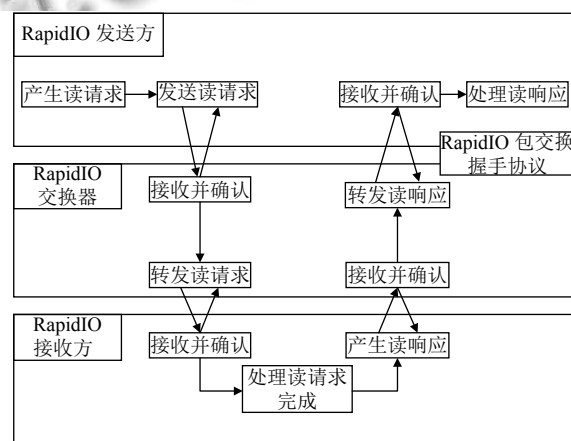 RapidIO 发送方
产生读请求
发送读请求
接收并确认
处理读响应
RapidIO 包交换
握手协议
RapidIO
交换器
接收并确认
转发读响应
转发读请求
接收并确认
RapidIO
接收方
接收并确认
产生读响应
处理读请求
完成